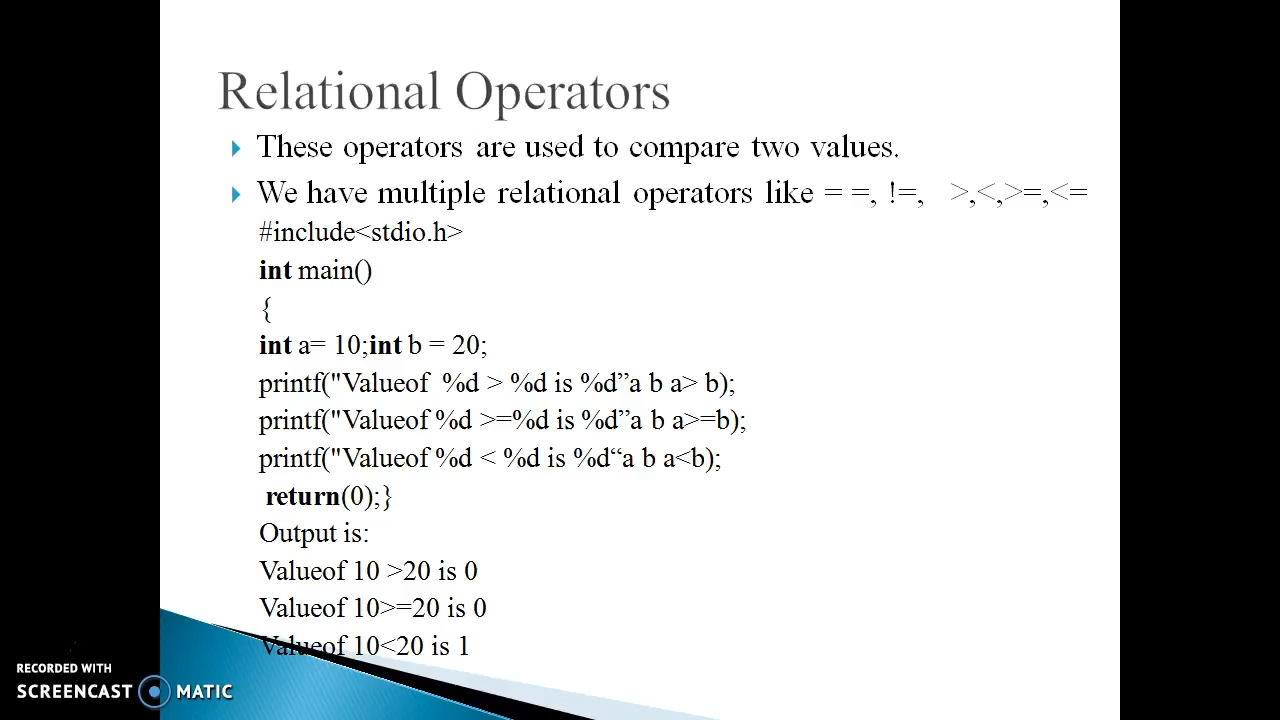 Relational Operators
These operators are used to compare two values.
We have multiple relational operators like = =, !=, >,<,>=,<=
#include<stdio.h>
int main()
{
int a= 10;int b = 20;
printf("Valueof %d > %d is %d”a b a> b);
printf("Valueof %d >=%d is %d”a b a>=b);
printf("Valueof %d < %d is %d“a b a<b);
return(0);}
Output is:
Valueof 10 >20 is 0
Valueof 10>=20 is 0
Valueof 10<20 is 1
RECORDED WITH
SCREENCAST MATIC